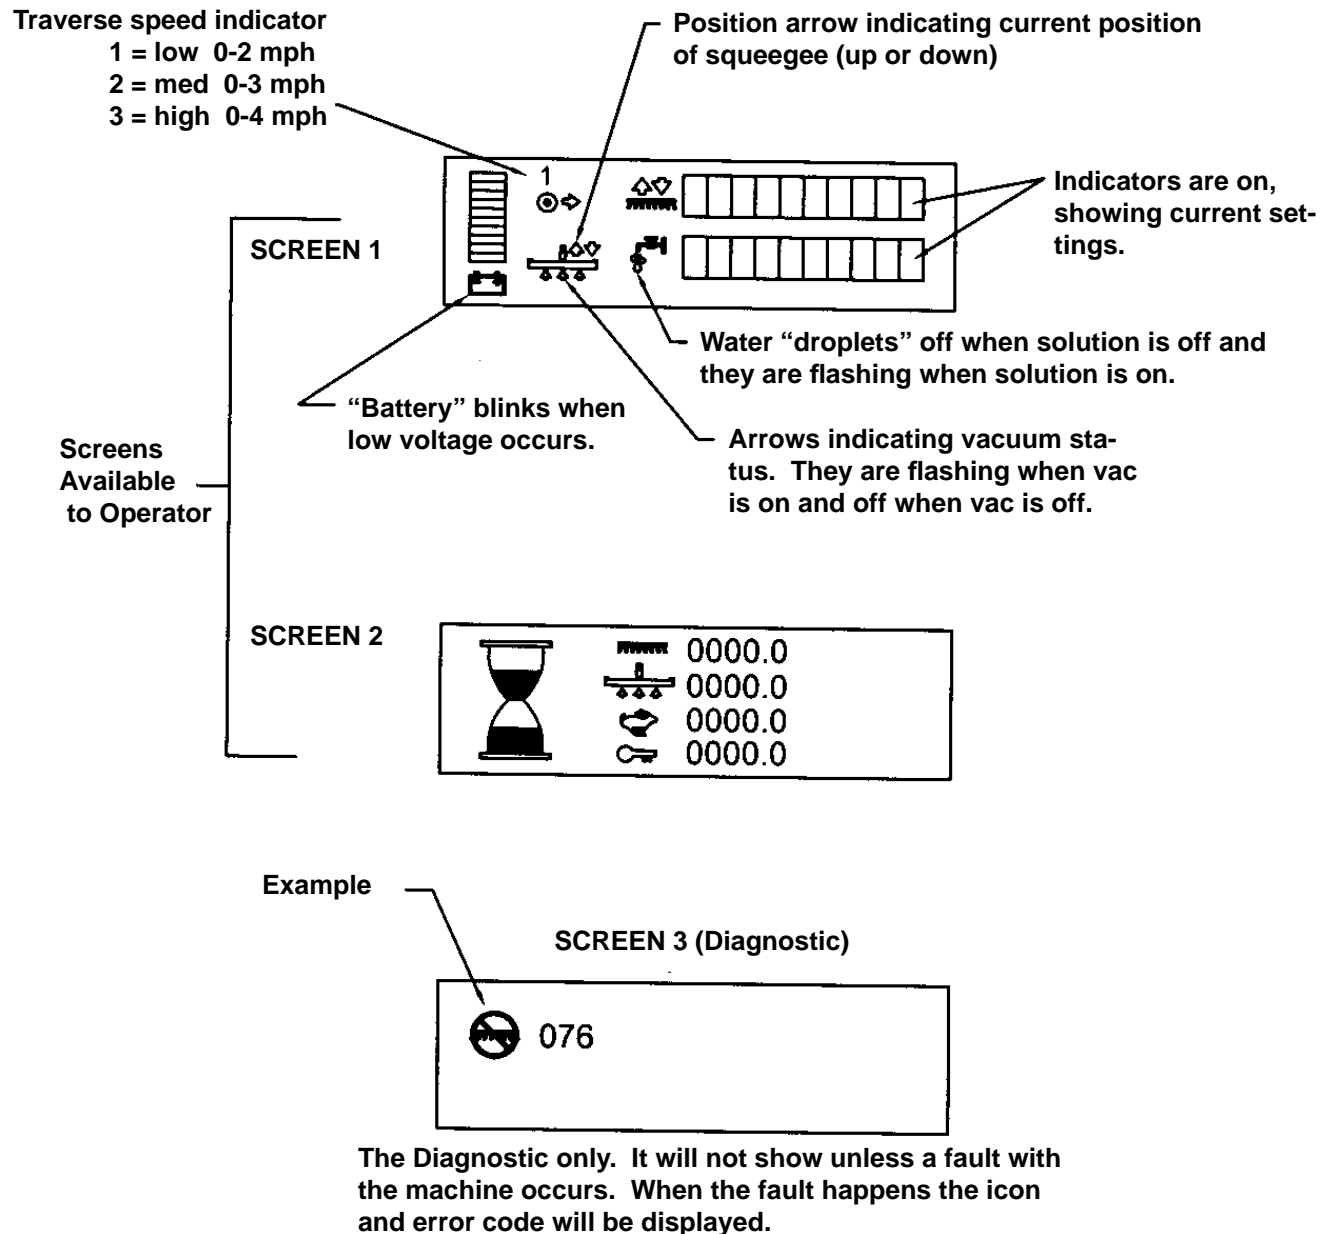 Traverse speed indicator
1 = low 0-2 mph
2 = med 0-3 mph
3 = high 0-4 mph
Position arrow indicating current position
of squeegee (up or down)
1
Indicators are on,
showing current set-
tings.
SCREEN 1
Water “droplets” off when solution is off and
they are flashing when solution is on.
“Battery” blinks when
low voltage occurs.
Arrows indicating vacuum sta-
tus. They are flashing when vac
is on and off when vac is off.
Screens
Available
to Operator
SCREEN 2
0000.0
0000.0
0000.0
0000.0
Example
SCREEN 3 (Diagnostic)
076
The Diagnostic only. It will not show unless a fault with
the machine occurs. When the fault happens the icon
and error code will be displayed.